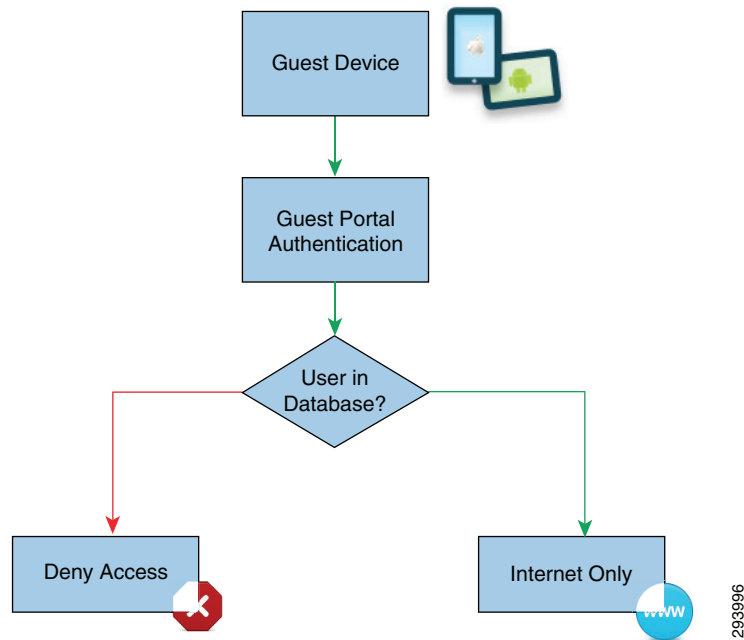 Guest Device
Guest Portal
Authentication
User in
Database?
Deny Access
Internet Only
www
293996